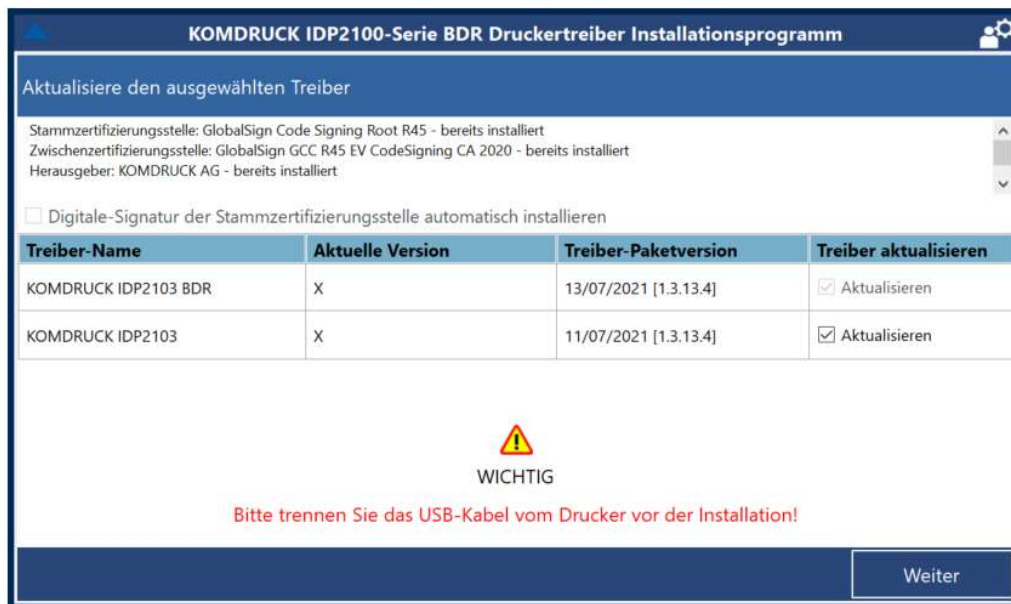 KOMDRUCK IDP2100-Serie BDR Druckertreiber Installationsprogramm
Aktualisiere den ausgewählten Treiber
Stammzertifizierungsstelle: GlobalSign Code Signing Root R45 - bereits installiert
Zwischenzertifizierungsstelle: GlobalSign GCC R45 EV CodeSigning CA 2020 - bereits installiert
Herausgeber: KOMDRUCK AG - bereits installiert
Digitale-Signatur der Stammzertifizierungsstelle automatisch installieren
Treiber-Name Aktuelle Version Treiber-Paketversion Treiber aktualisieren
KOMDRUCK IDP2103 BDR X 13/07/2021 [1.3.13.4] Aktualisieren
KOMDRUCK IDP2103 X 11/07/2021 [1.3.13.4] Aktualisieren
WICHTIG
Bitte trennen Sie das USB-Kabel vom Drucker vor der Installation!
Weiter